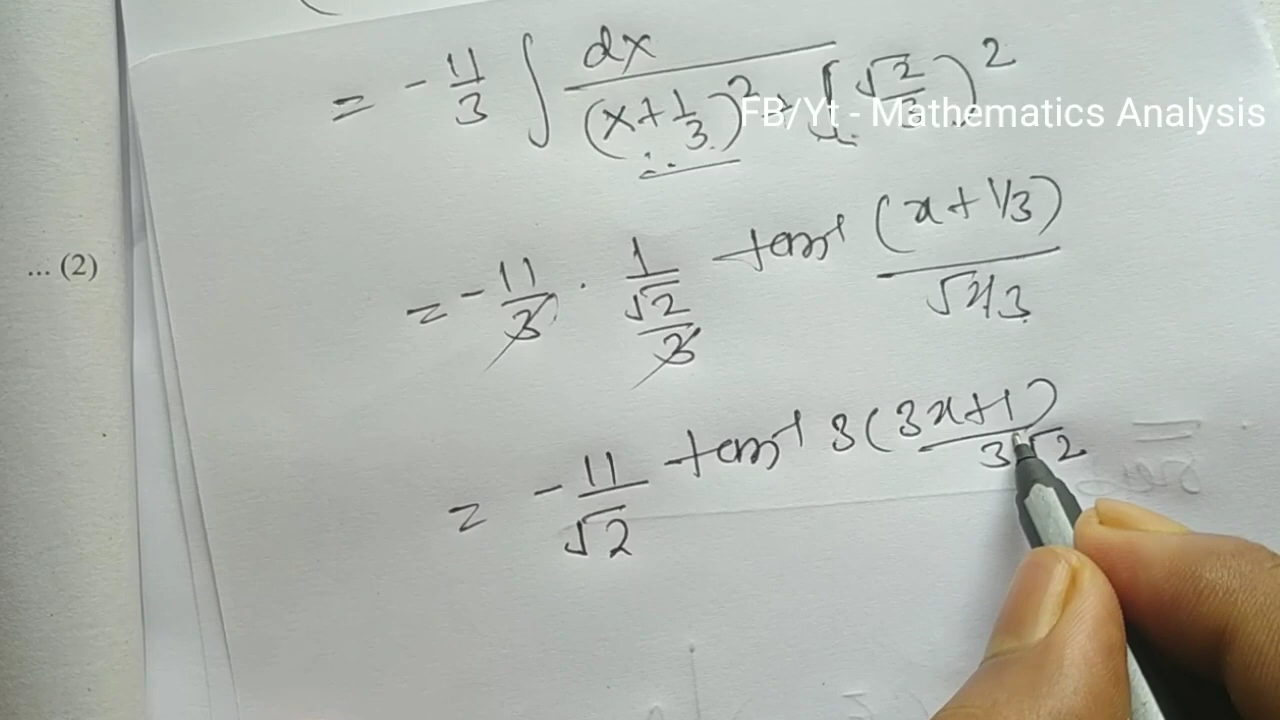 = -11/3 ∫ dx / (x + 1/3)² + (√2/3)²
FB/Yt - Mathematics Analysis
... (2)
= -11/3 · 1/(√2/3) tan⁻¹ (x + 1/3) / √2/3
= -11/√2 tan⁻¹ 3(3x+1) / 3√2